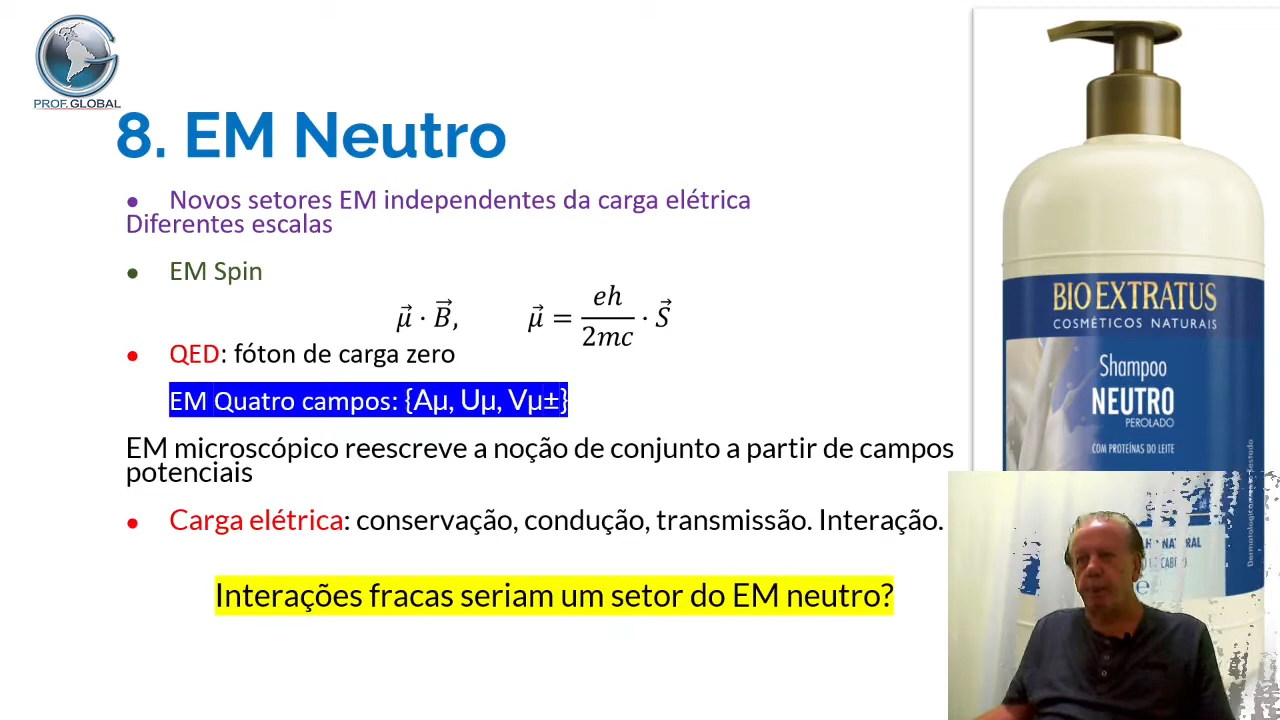 PROF.GLOBAL
8. EM Neutro
• Novos setores EM independentes da carga elétrica
Diferentes escalas
• EM Spin
μ⃗ · B⃗, μ⃗ = eh/2mc · S⃗
• QED: fóton de carga zero
EM Quatro campos: {Aμ, Uμ, Vμ±}
EM microscópico reescreve a noção de conjunto a partir de campos
potenciais
• Carga elétrica: conservação, condução, transmissão. Interação.
Interações fracas seriam um setor do EM neutro?
BIO EXTRATUS
COSMÉTICOS NATURAIS
Shampoo
NEUTRO
PEROLADO
COM PROTEÍNAS DO LEITE